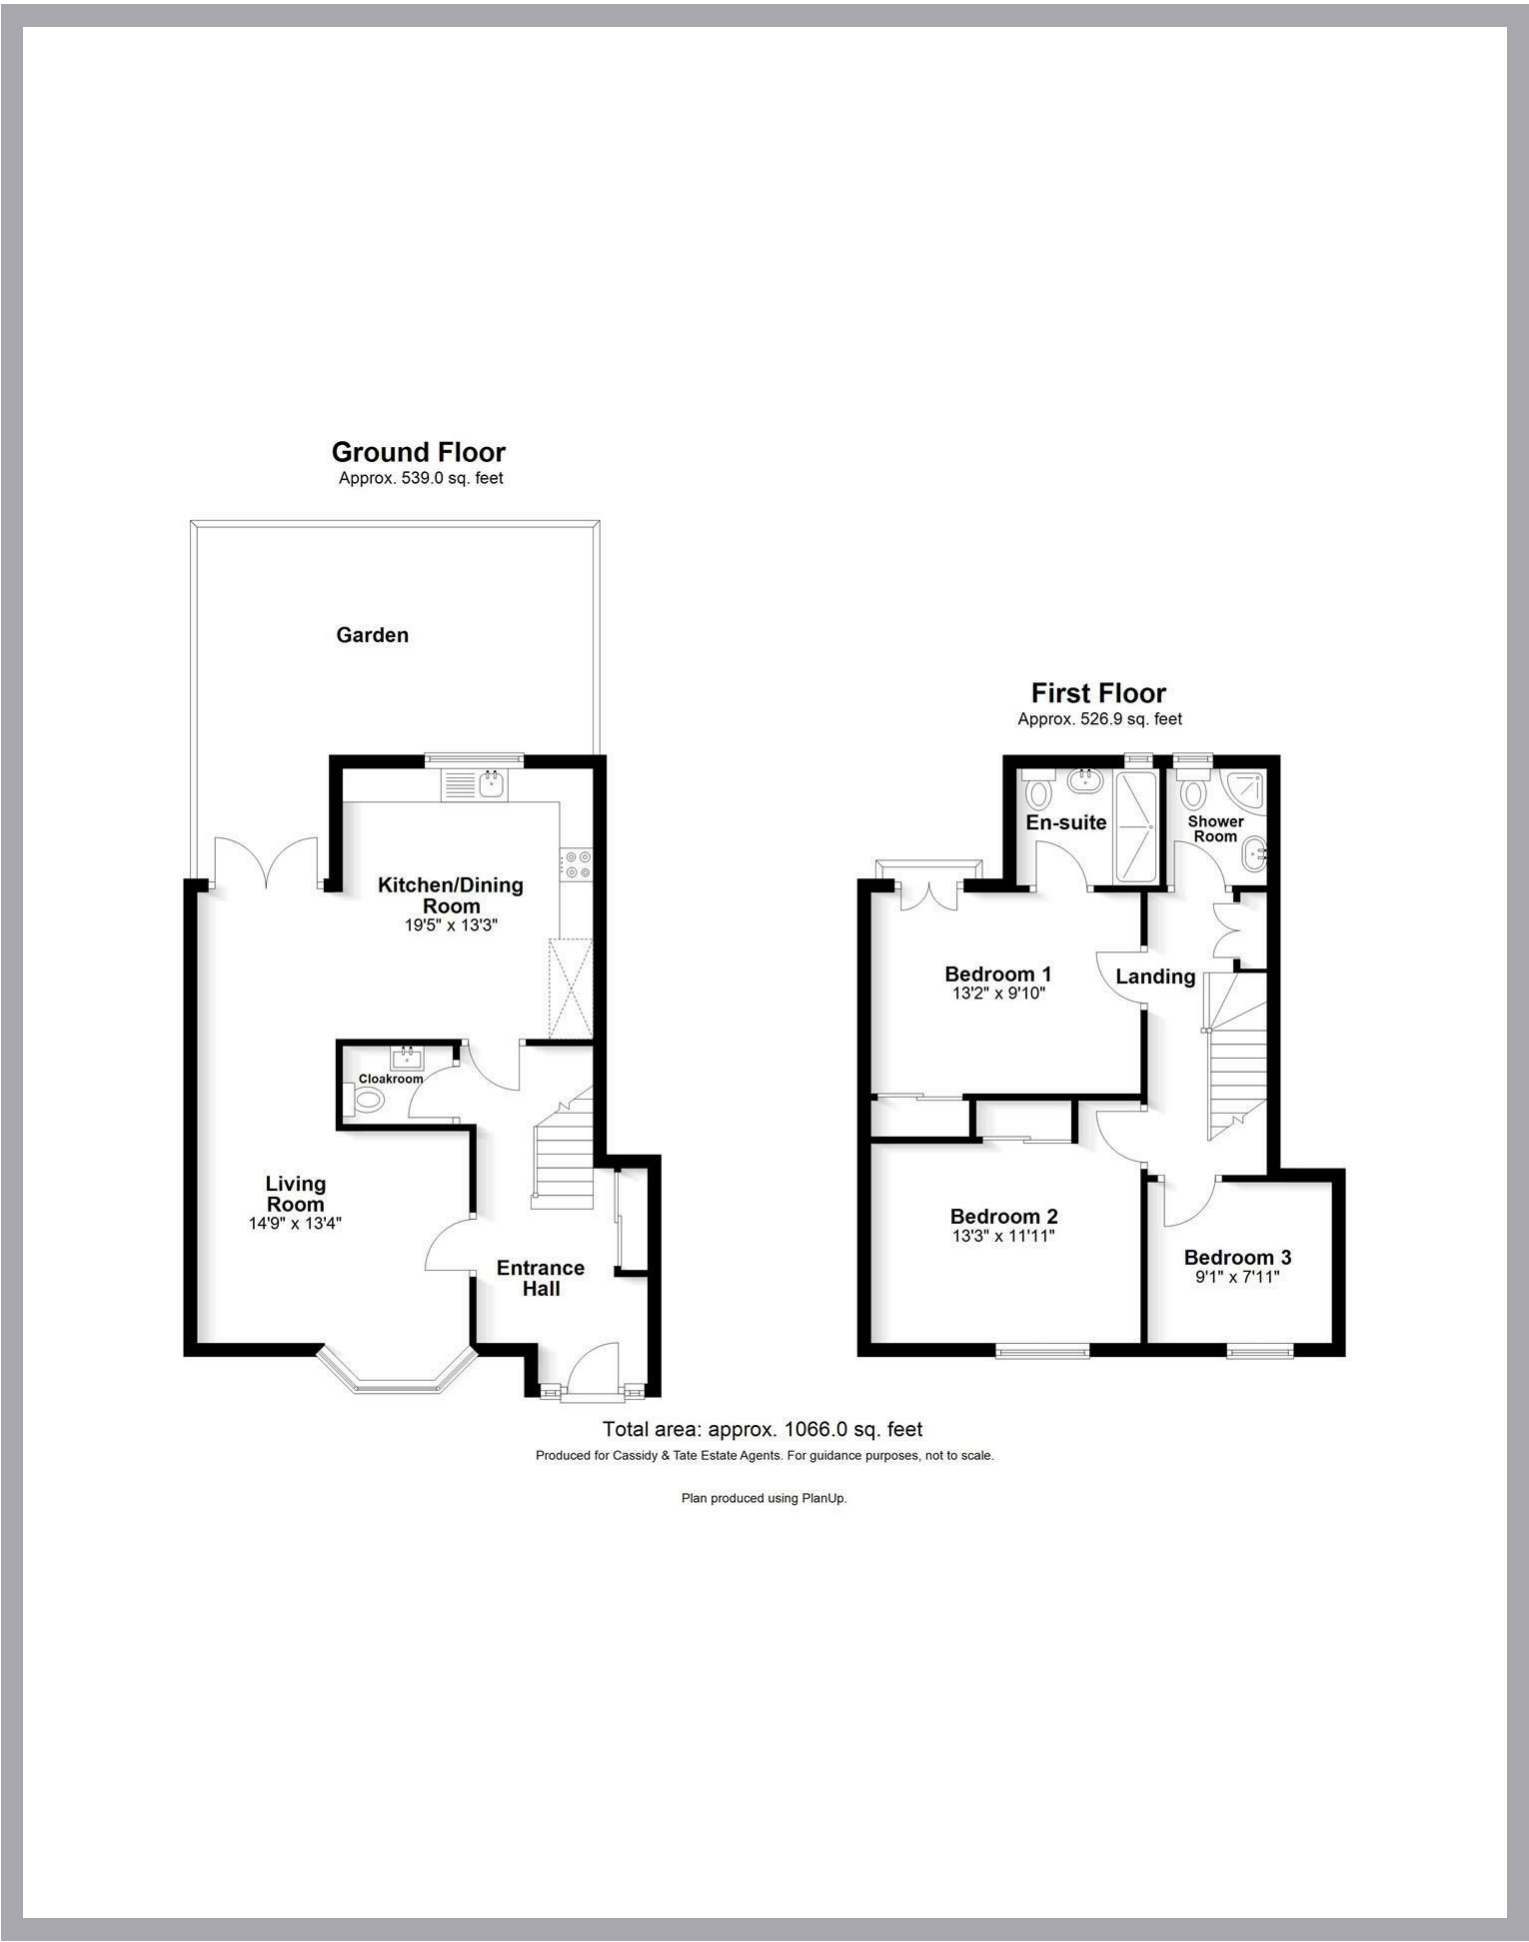 Ground Floor
Approx. 539.0 sq. feet
Garden
Kitchen/Dining
Room
19'5" x 13'3"
Cloakroom
Living
Room
14'9" x 13'4"
Entrance
Hall
First Floor
Approx. 526.9 sq. feet
En-suite
Shower
Room
Bedroom 1
13'2" x 9'10"
Landing
Bedroom 2
13'3" x 11'11"
Bedroom 3
9'1" x 7'11"
Total area: approx. 1066.0 sq. feet
Produced for Cassidy & Tate Estate Agents. For guidance purposes, not to scale.
Plan produced using PlanUp.